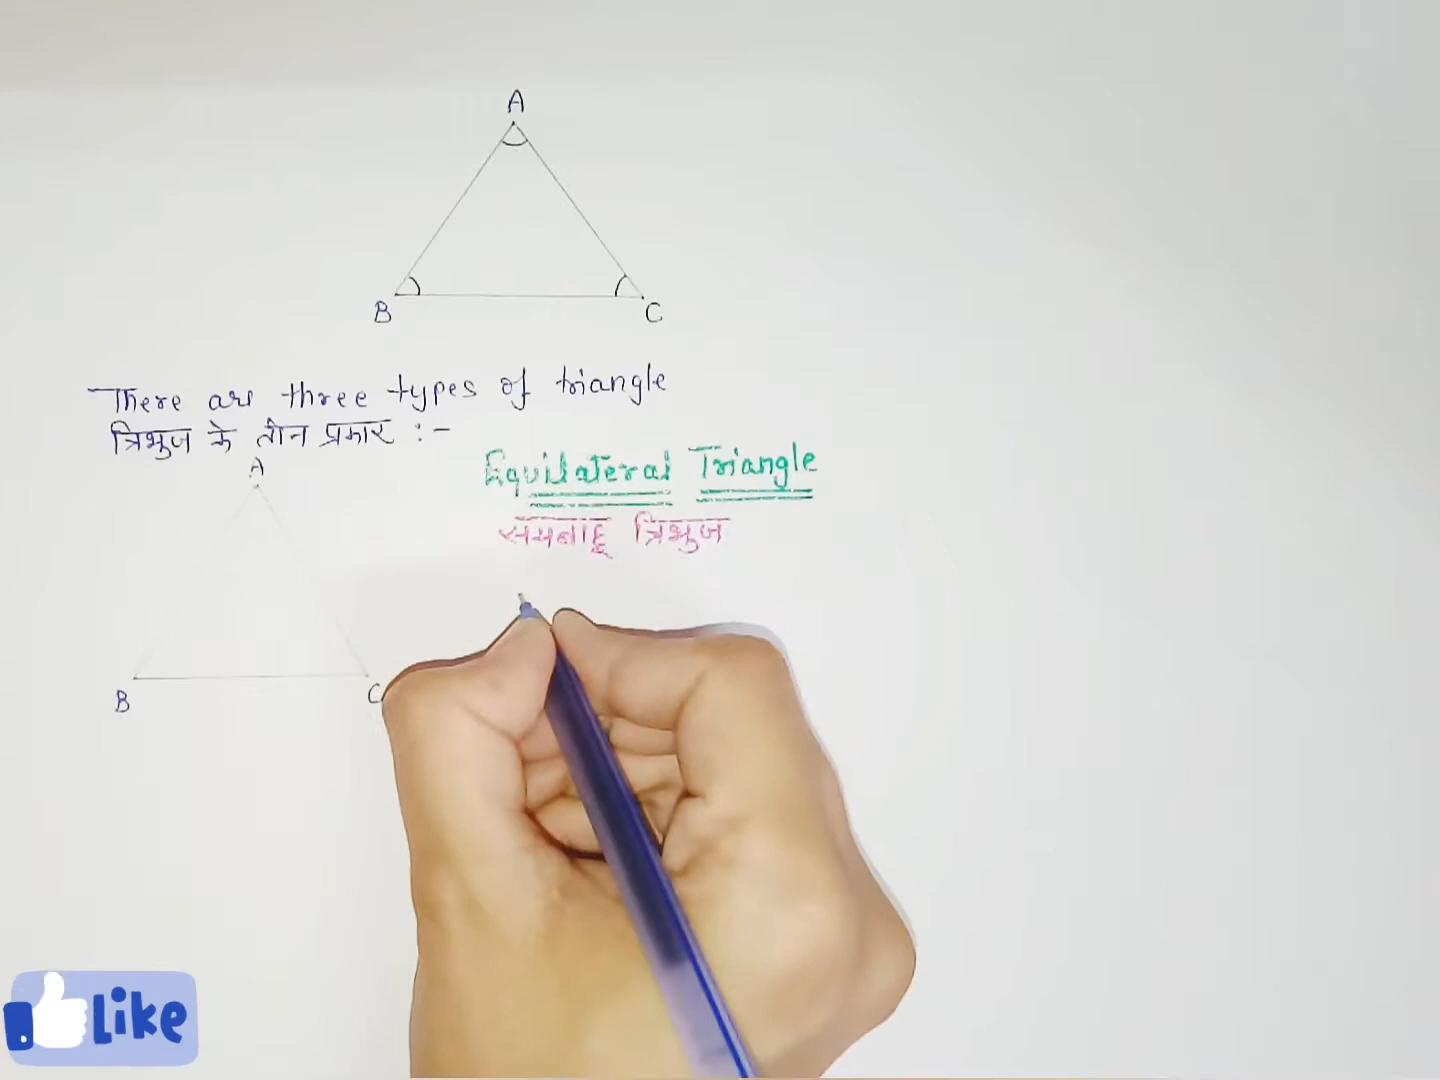 A
B
C
There are three types of triangle
त्रिभुज के तीन प्रकार :-
A
Equilateral Triangle
समबाहू त्रिभुज
B
C
Like